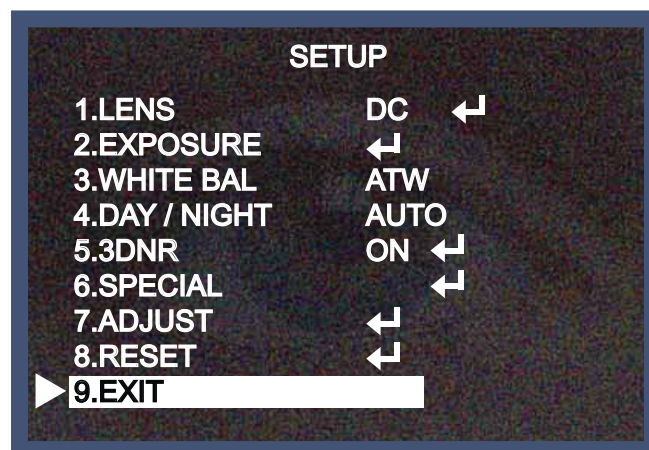 SETUP
1.LENS DC ↵
2.EXPOSURE ↵
3.WHITE BAL ATW
4.DAY / NIGHT AUTO
5.3DNR ON ↵
6.SPECIAL ↵
7.ADJUST ↵
8.RESET ↵
9.EXIT